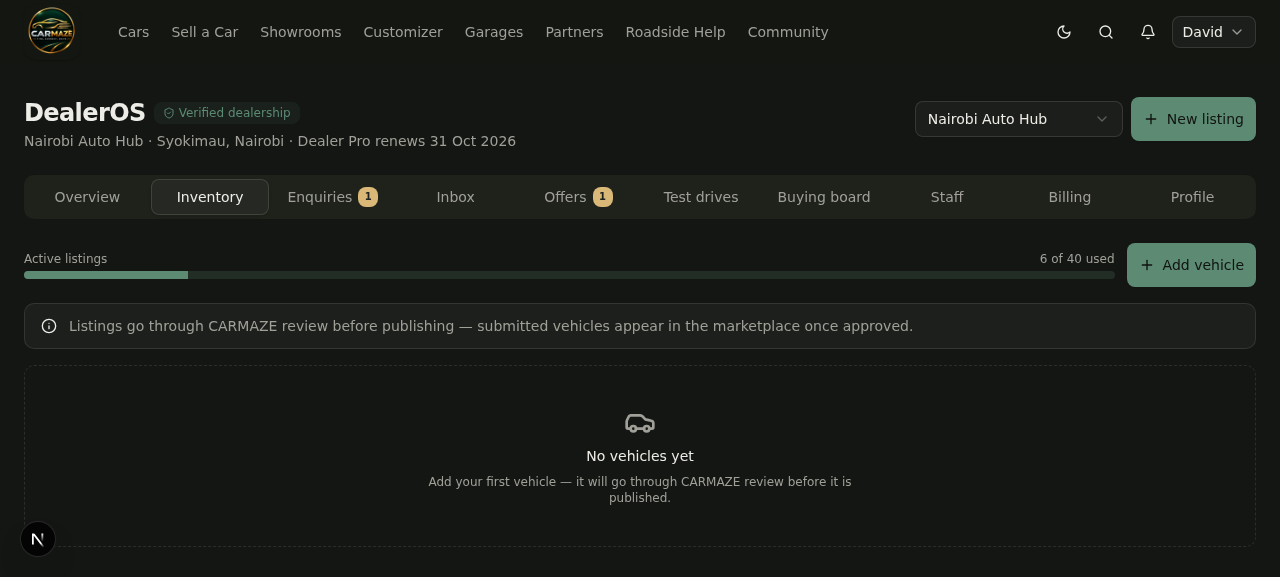 CARMAZE
Cars
Sell a Car
Showrooms
Customizer
Garages
Partners
Roadside Help
Community
David
DealerOS
Verified dealership
Nairobi Auto Hub · Syokimau, Nairobi · Dealer Pro renews 31 Oct 2026
Nairobi Auto Hub
New listing
Overview
Inventory
Enquiries 1
Inbox
Offers 1
Test drives
Buying board
Staff
Billing
Profile
Active listings
6 of 40 used
Add vehicle
Listings go through CARMAZE review before publishing — submitted vehicles appear in the marketplace once approved.
No vehicles yet
Add your first vehicle — it will go through CARMAZE review before it is
published.
N